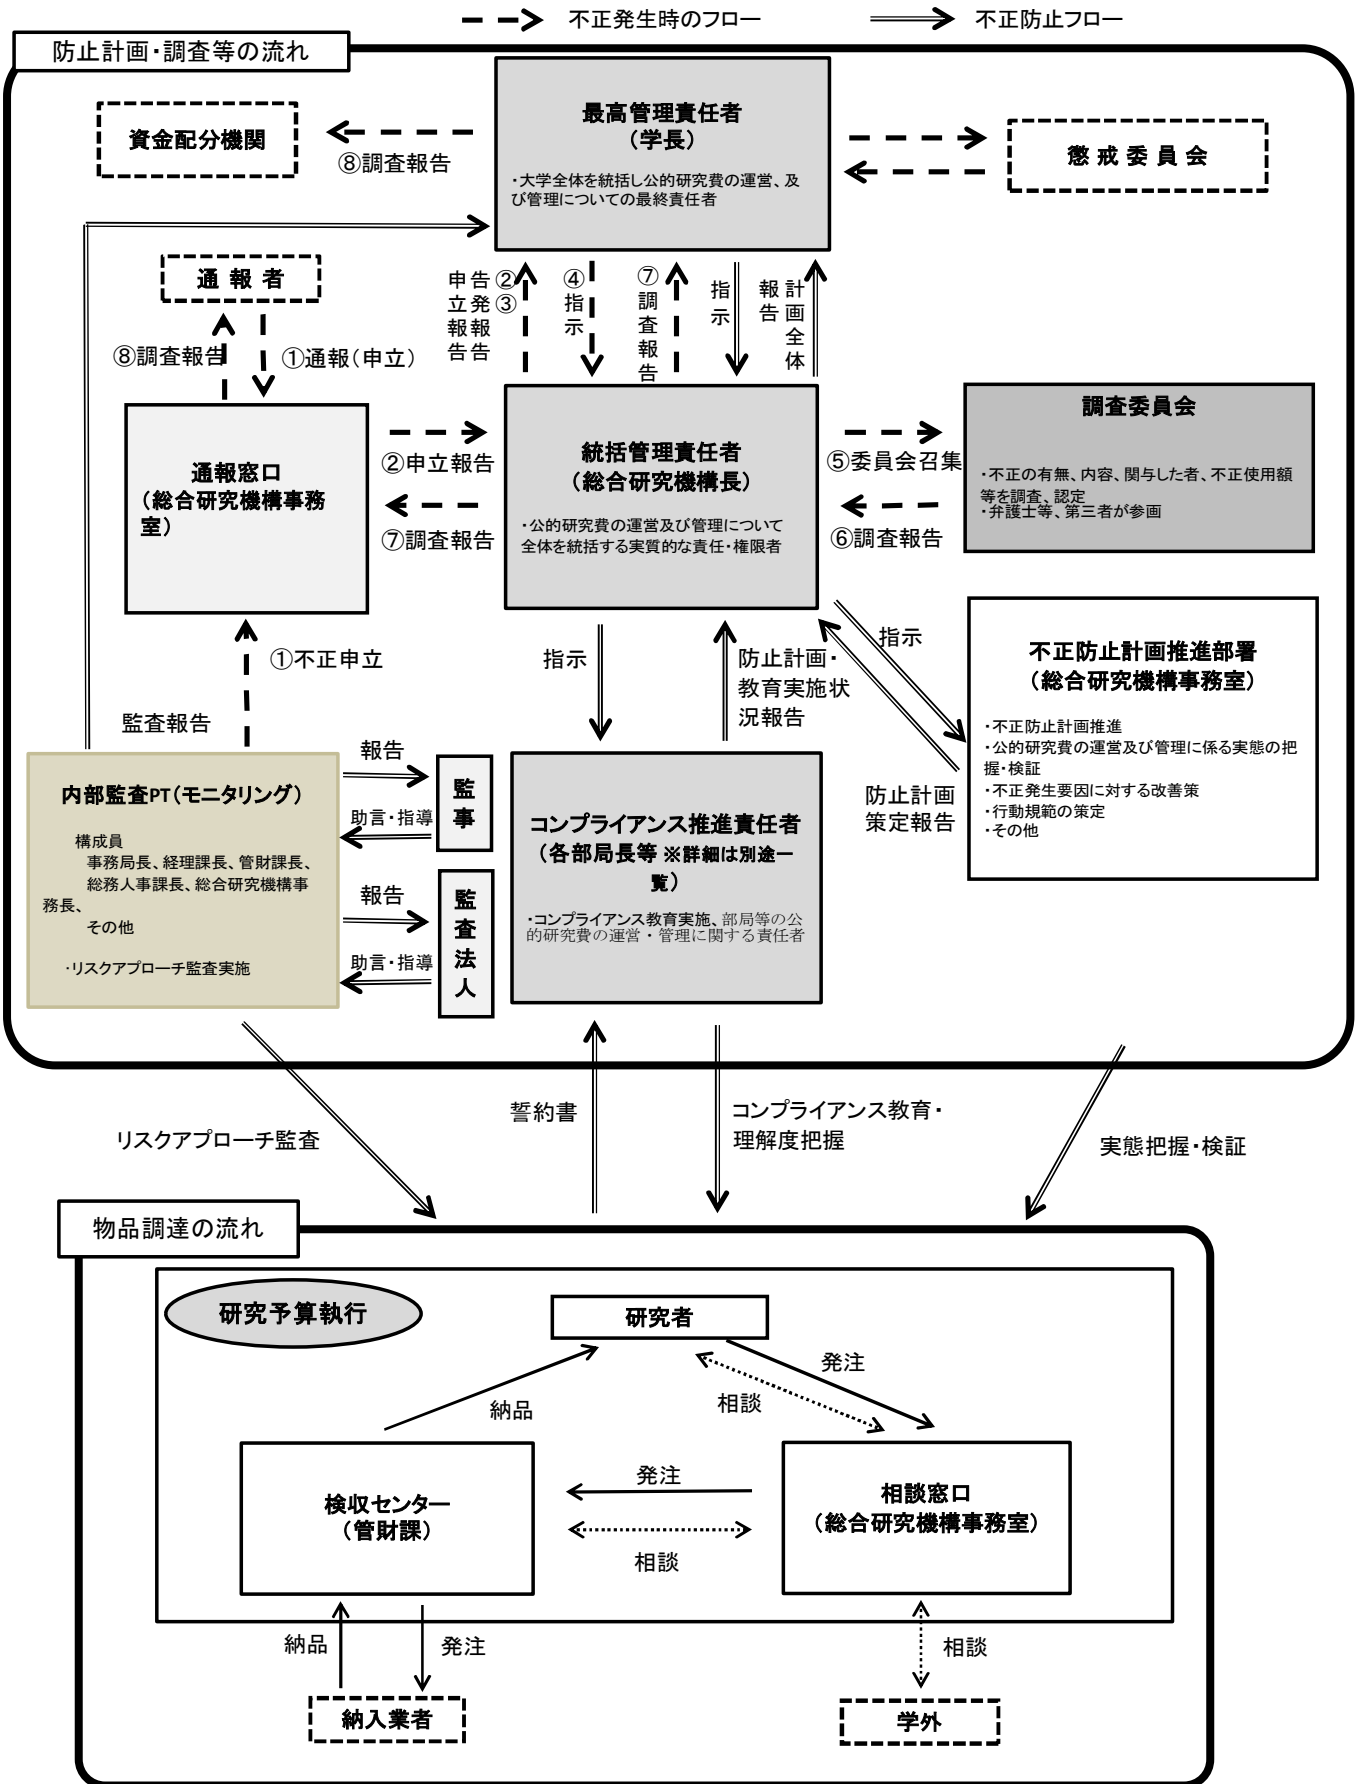 不正発生時のフロー
不正防止フロー
防止計画・調査等の流れ
最高管理責任者
(学長)
・大学全体を統括し公的研究費の運営、及
び管理についての最終責任者
資金配分機関
⑧調査報告
懲戒委員会
通報者
⑧調査報告
①通報(申立)
②③
告発報告
申立報告
④指示
⑦調査報告
指示
計画全体
報告
通報窓口
(総合研究機構事務
室)
②申立報告
⑦調査報告
統括管理責任者
(総合研究機構長)
・公的研究費の運営及び管理について
全体を統括する実質的な責任・権限者
⑤委員会召集
⑥調査報告
調査委員会
・不正の有無、内容、関与した者、不正使用額
等を調査、認定
・弁護士等、第三者が参画
①不正申立
監査報告
指示
防止計画・
教育実施状
況報告
指示
防止計画
策定報告
不正防止計画推進部署
(総合研究機構事務室)
・不正防止計画推進
・公的研究費の運営及び管理に係る実態の把
握・検証
・不正発生要因に対する改善策
・行動規範の策定
・その他
内部監査PT(モニタリング)
構成員
事務局長、経理課長、管財課長、
総務人事課長、総合研究機構事
務長、
その他
・リスクアプローチ監査実施
報告
助言・指導
監事
報告
助言・指導
監査法人
コンプライアンス推進責任者
(各部局長等 ※詳細は別途一
覧)
・コンプライアンス教育実施、部局等の公
的研究費の運営・管理に関する責任者
リスクアプローチ監査
誓約書
コンプライアンス教育・
理解度把握
実態把握・検証
物品調達の流れ
研究予算執行
研究者
納品
相談
発注
検収センター
(管財課)
発注
相談
相談窓口
(総合研究機構事務室)
納品
発注
相談
納入業者
学外